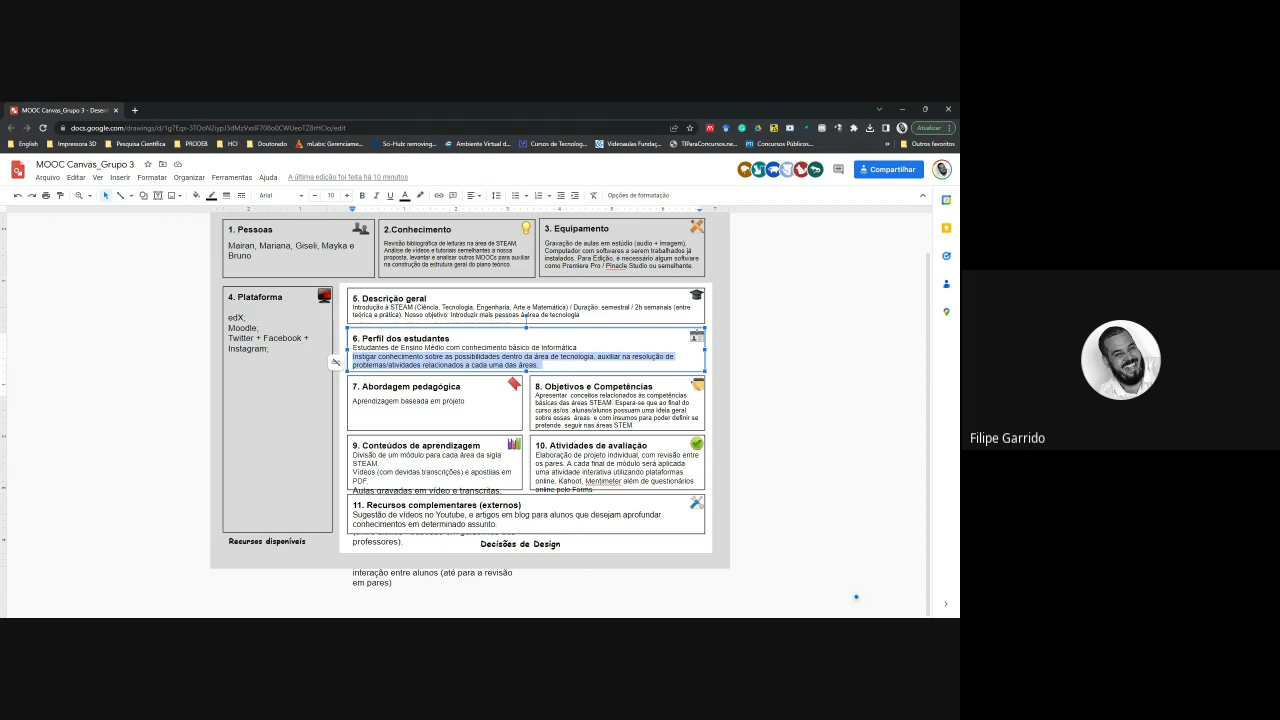 MOOC Canvas_Grupo 3 - Desen
docs.google.com/drawings/d/
/edit
Atualizar
English
Impressora 3D
Pesquisa Científica
PRODEB
HCI
Doutorado
mLabc: Gerenciame...
Sci-Hub: removing...
Ambiente Virtual d...
Cursos de Tecnolog...
Videoaulas Fundaç...
TIParaConcursos.ne...
Concursos Públicos...
Outros favoritos
MOOC Canvas_Grupo 3
Arquivo Editar Ver Inserir Formatar Organizar Ferramentas Ajuda A última edição foi feita há 10 minutos
Compartilhar
Arial
10
Opções de formatação
1. Pessoas
Mairan, Mariana, Giseli, Mayka e
Bruno
2.Conhecimento
Revisão bibliográfica de leituras na área de STEAM,
Análise de vídeos e tutoriais semelhantes a nossa
proposta, levantar e analisar outros MOOCs para auxiliar
na construção da estrutura geral do plano teórico.
3. Equipamento
Gravação de aulas em estúdio (audio + imagem),
Computador com softwares a serem trabalhados já
instalados. Para Edição, é necessário algum software
como Premiere Pro / Pinacle Studio ou semelhante.
4. Plataforma
edX;
Moodle;
Twitter + Facebook +
Instagram;
5. Descrição geral
Introdução à STEAM (Ciência, Tecnologia, Engenharia, Arte e Matemática) / Duração: semestral / 2h semanais (entre
teórica e prática). Nosso objetivo: Introduzir mais pessoas à área de tecnologia
6. Perfil dos estudantes
Estudantes de Ensino Médio com conhecimento básico de informática
Instigar conhecimento sobre as possibilidades dentro da área de tecnologia, auxiliar na resolução de
problemas/atividades relacionados a cada uma das áreas.
7. Abordagem pedagógica
Aprendizagem baseada em projeto
8. Objetivos e Competências
Apresentar conceitos relacionados às competências
básicas das áreas STEAM. Espera-se que ao final do
curso as/os alunas/alunos possuam uma ideia geral
sobre essas áreas e com insumos para poder definir se
pretende seguir nas áreas STEM.
9. Conteúdos de aprendizagem
Divisão de um módulo para cada área da sigla
STEAM.
Vídeos (com devidas transcrições) e apostilas em
PDF.
Aulas gravadas em vídeo e transcritas,
10. Atividades de avaliação
Elaboração de projeto individual, com revisão entre
os pares. A cada final de módulo será aplicada
uma atividade interativa utilizando plataformas
online, Kahoot, Mentimeter além de questionários
online pelo Forms.
11. Recursos complementares (externos)
Sugestão de vídeos no Youtube, e artigos em blog para alunos que desejam aprofundar
conhecimentos em determinado assunto.
professores).
Recursos disponíveis
Decisões de Design
interação entre alunos (até para a revisão
em pares)
Filipe Garrido